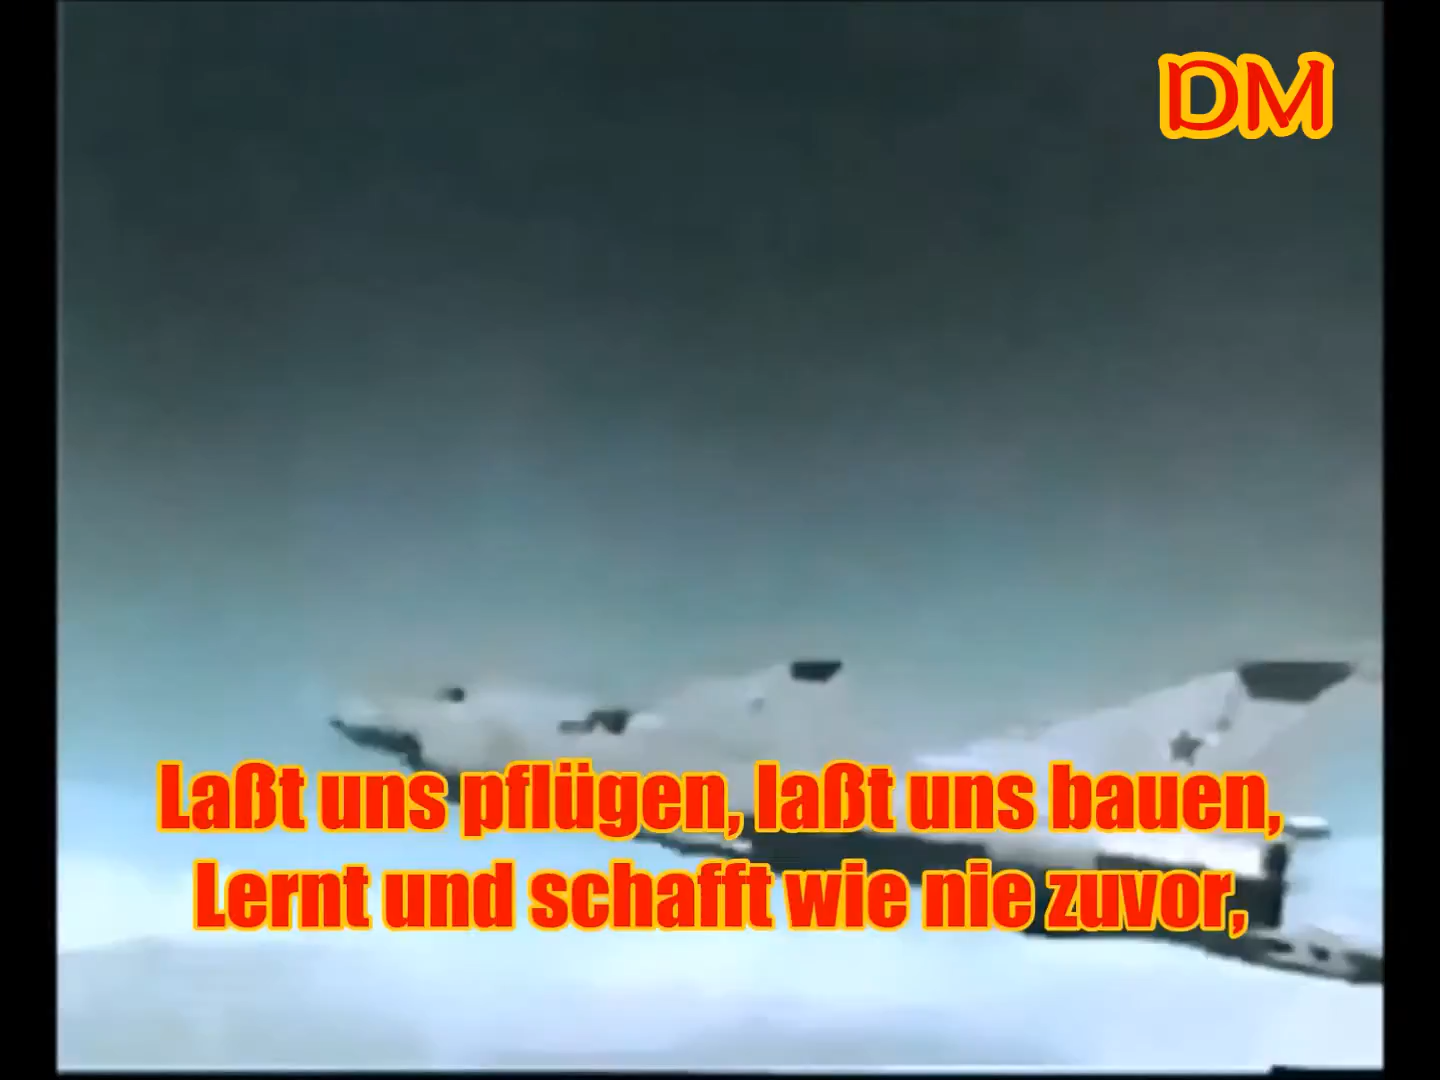 DM
Laßt uns pflügen, laßt uns bauen,
Lernt und schafft wie nie zuvor,